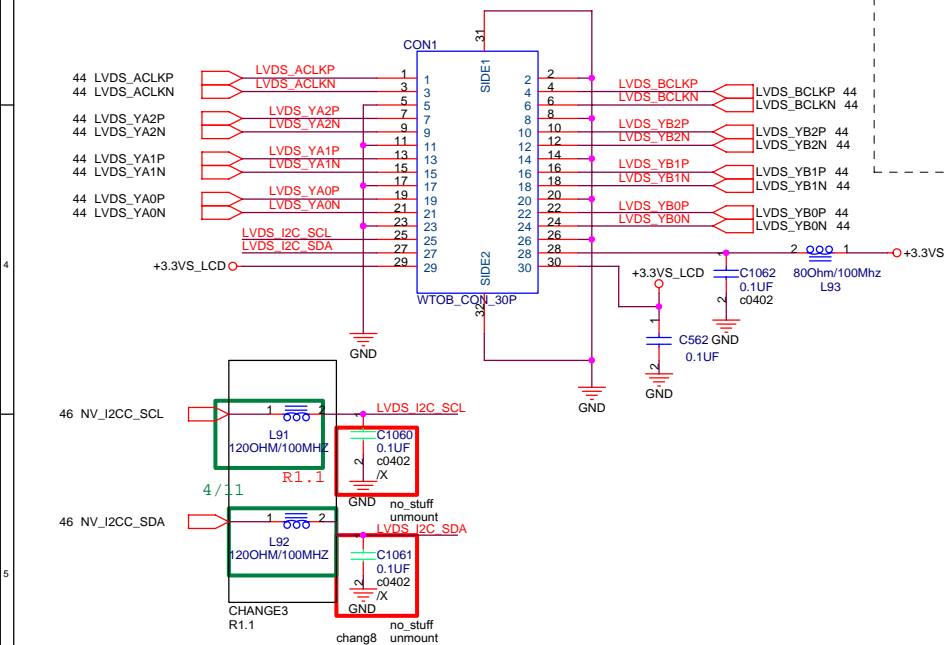 CON1
31
SIDE1
44 LVDS_ACLKP LVDS_ACLKP 1 1 2 2
44 LVDS_ACLKN LVDS_ACLKN 3 3 4 4 LVDS_BCLKP LVDS_BCLKP 44
5 5 6 6 LVDS_BCLKN LVDS_BCLKN 44
44 LVDS_YA2P LVDS_YA2P 7 7 8 8
44 LVDS_YA2N LVDS_YA2N 9 9 10 10 LVDS_YB2P LVDS_YB2P 44
11 11 12 12 LVDS_YB2N LVDS_YB2N 44
44 LVDS_YA1P LVDS_YA1P 13 13 14 14
44 LVDS_YA1N LVDS_YA1N 15 15 16 16 LVDS_YB1P LVDS_YB1P 44
17 17 18 18 LVDS_YB1N LVDS_YB1N 44
44 LVDS_YA0P LVDS_YA0P 19 19 20 20
44 LVDS_YA0N LVDS_YA0N 21 21 22 22 LVDS_YB0P LVDS_YB0P 44
23 23 24 24 LVDS_YB0N LVDS_YB0N 44
LVDS_I2C_SCL 25 25 26 26
LVDS_I2C_SDA 27 27 28 28 2 1 +3.3VS
4
+3.3VS_LCD 29 29 30 30
SIDE2
32
WTOB_CON_30P
+3.3VS_LCD
1
C1062
0.1UF
c0402
2
80Ohm/100Mhz
L93
GND
1
C562
0.1UF
2
GND
GND
GND
46 NV_I2CC_SCL 1 2 LVDS_I2C_SCL
L91
120OHM/100MHZ
1
C1060
0.1UF
c0402
2
/X
R1.1
4/11
GND
no_stuff
unmount
46 NV_I2CC_SDA 1 2 LVDS_I2C_SDA
L92
120OHM/100MHZ
1
C1061
0.1UF
c0402
2
/X
5
GND
CHANGE3
R1.1
no_stuff
chang8 unmount